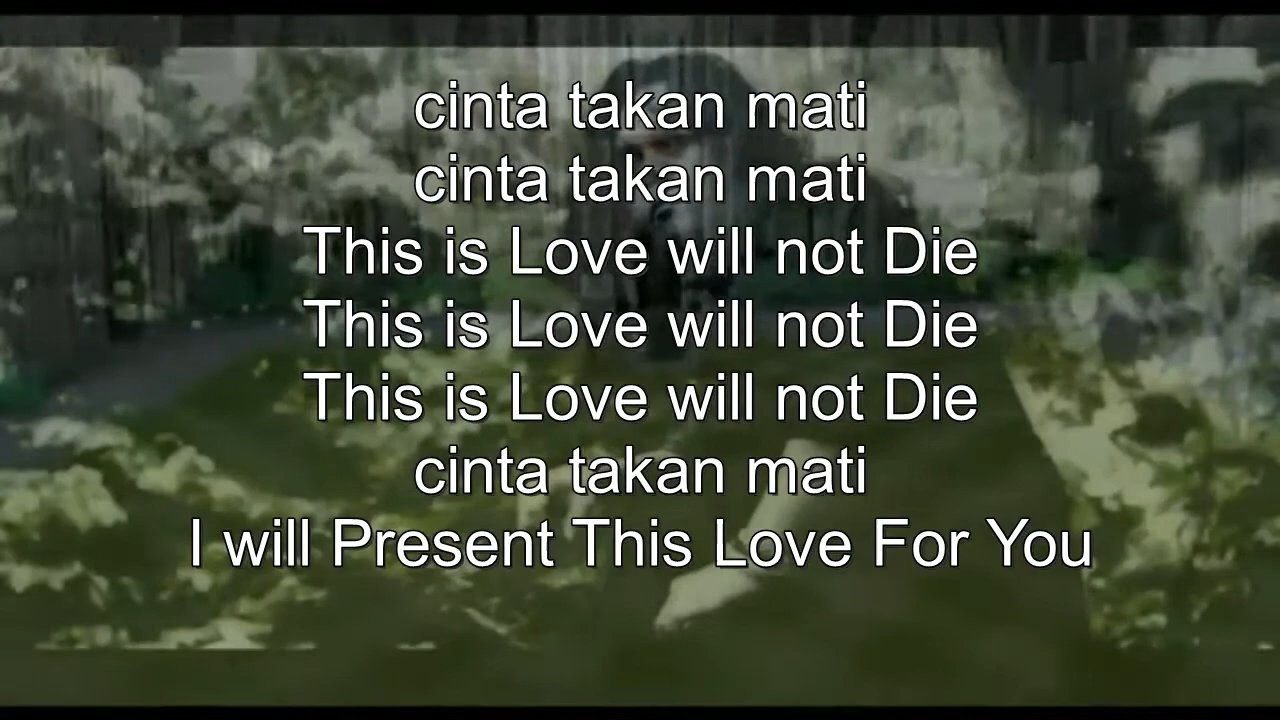 cinta takan mati
cinta takan mati
This is Love will not Die
This is Love will not Die
This is Love will not Die
cinta takan mati
I will Present This Love For You